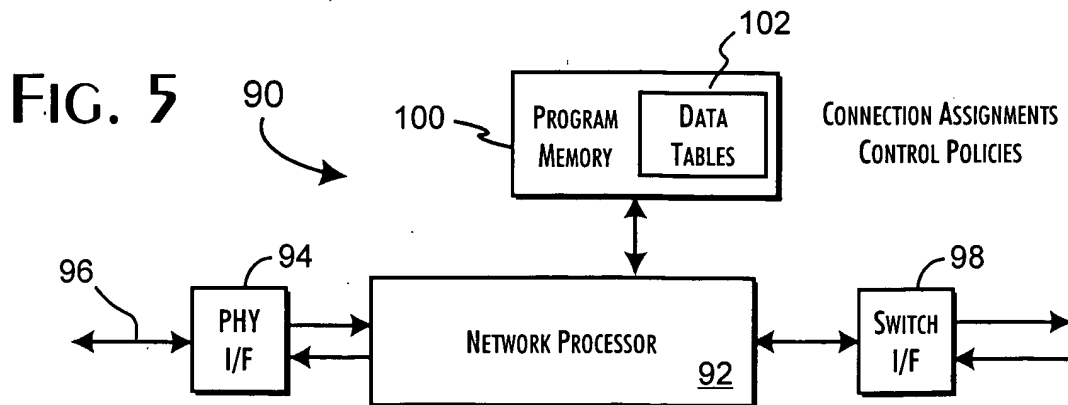 FIG. 5
90
102
100
PROGRAM
MEMORY
DATA
TABLES
CONNECTION ASSIGNMENTS
CONTROL POLICIES
96
94
PHY
I/F
NETWORK PROCESSOR
92
98
SWITCH
I/F